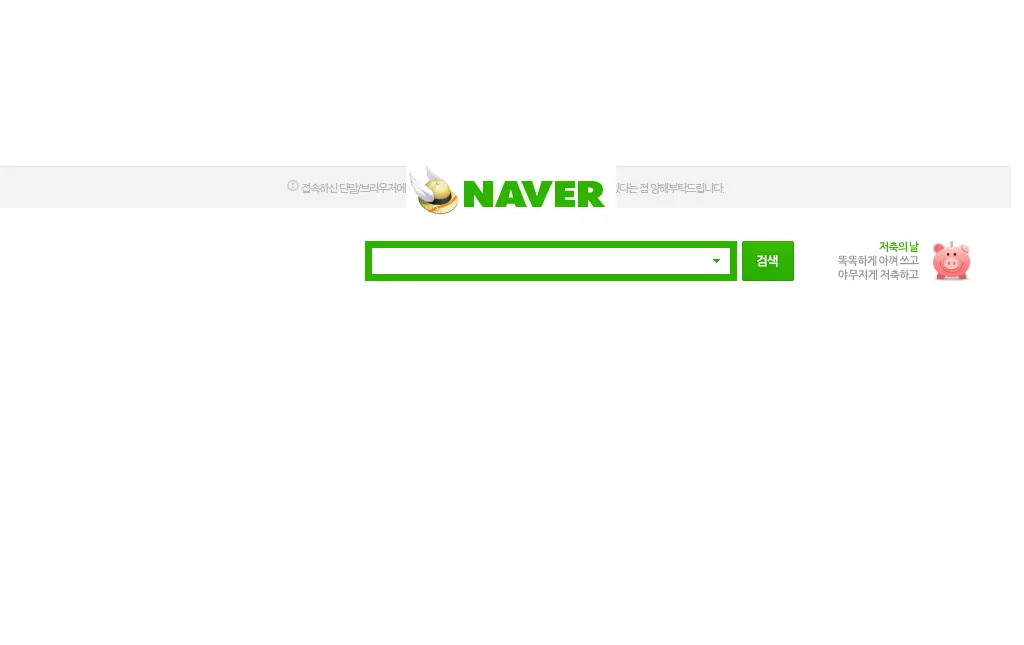 접속하신 단말/브라우저에
NAVER
있다는 점 양해부탁드립니다.
검색
저축의 날
똑똑하게 아껴 쓰고
야무지게 저축하고